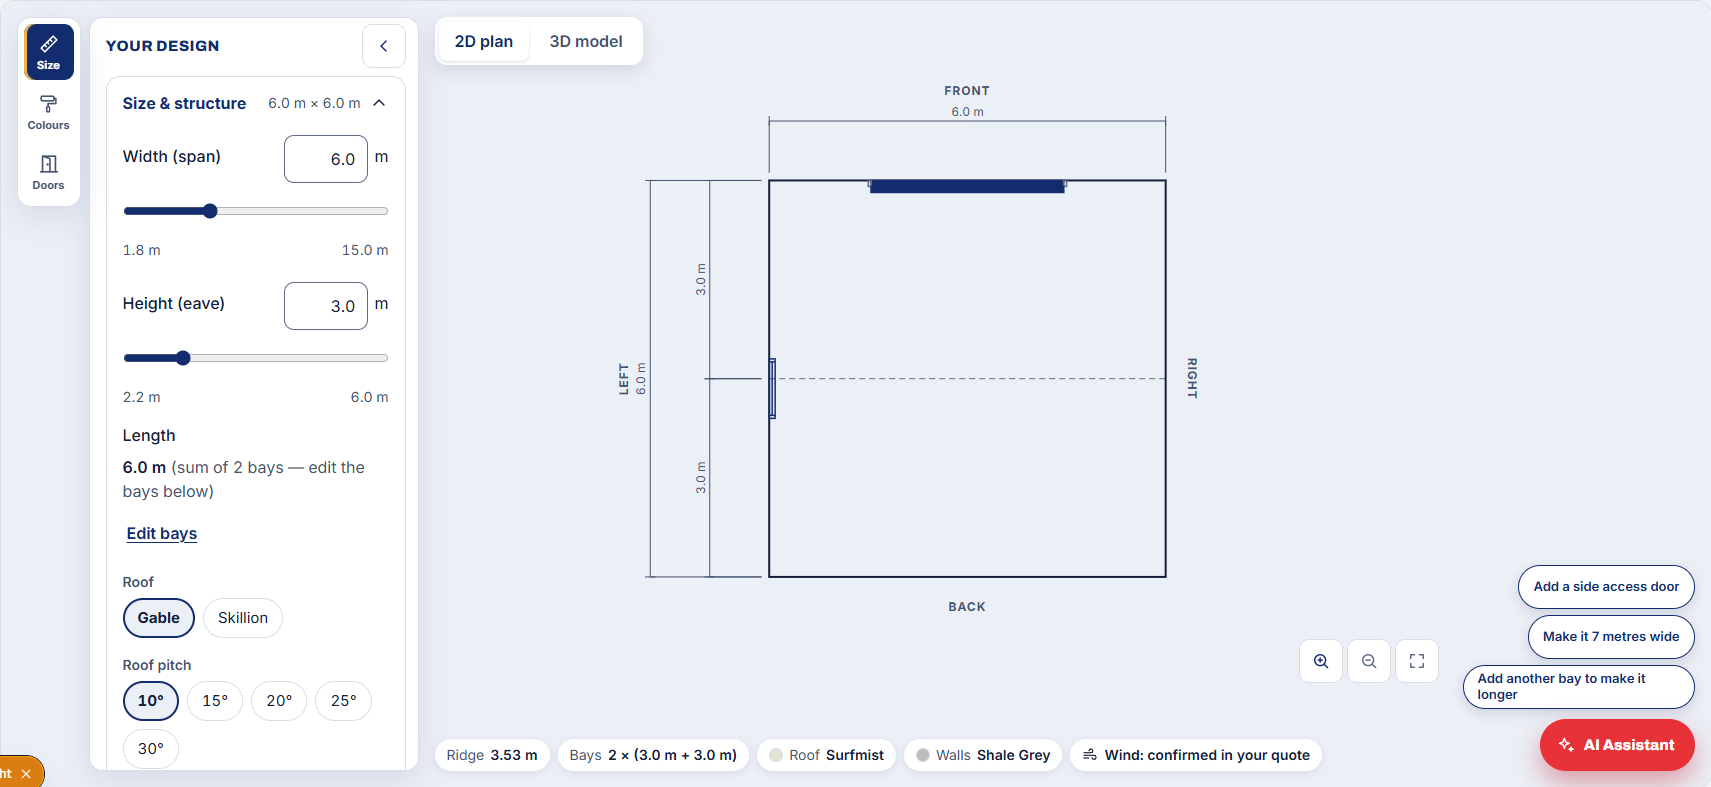 Size
Colours
Doors
YOUR DESIGN
Size & structure 6.0 m × 6.0 m
Width (span) 6.0 m
1.8 m 15.0 m
Height (eave) 3.0 m
2.2 m 6.0 m
Length
6.0 m (sum of 2 bays — edit the
bays below)
Edit bays
Roof
Gable Skillion
Roof pitch
10° 15° 20° 25°
30°
ht
2D plan 3D model
FRONT
6.0 m
3.0 m
LEFT
6.0 m
3.0 m
RIGHT
BACK
Add a side access door
Make it 7 metres wide
Add another bay to make it
longer
AI Assistant
Ridge 3.53 m
Bays 2 × (3.0 m + 3.0 m)
Roof Surfmist
Walls Shale Grey
Wind: confirmed in your quote